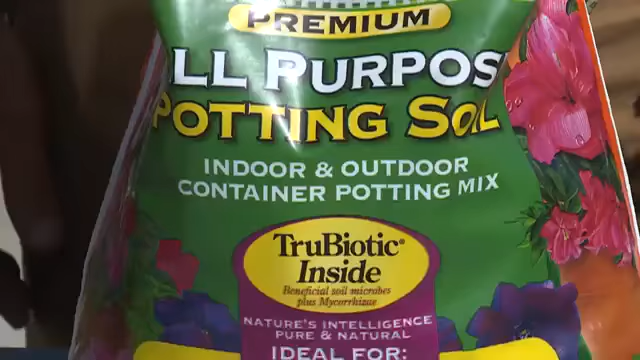 PREMIUM
LL PURPOS
POTTING SOIL
INDOOR & OUTDOOR
CONTAINER POTTING MIX
TruBiotic®
Inside
Beneficial soil microbes
plus Mycorrhizae
NATURE'S INTELLIGENCE
PURE & NATURAL
IDEAL FOR: